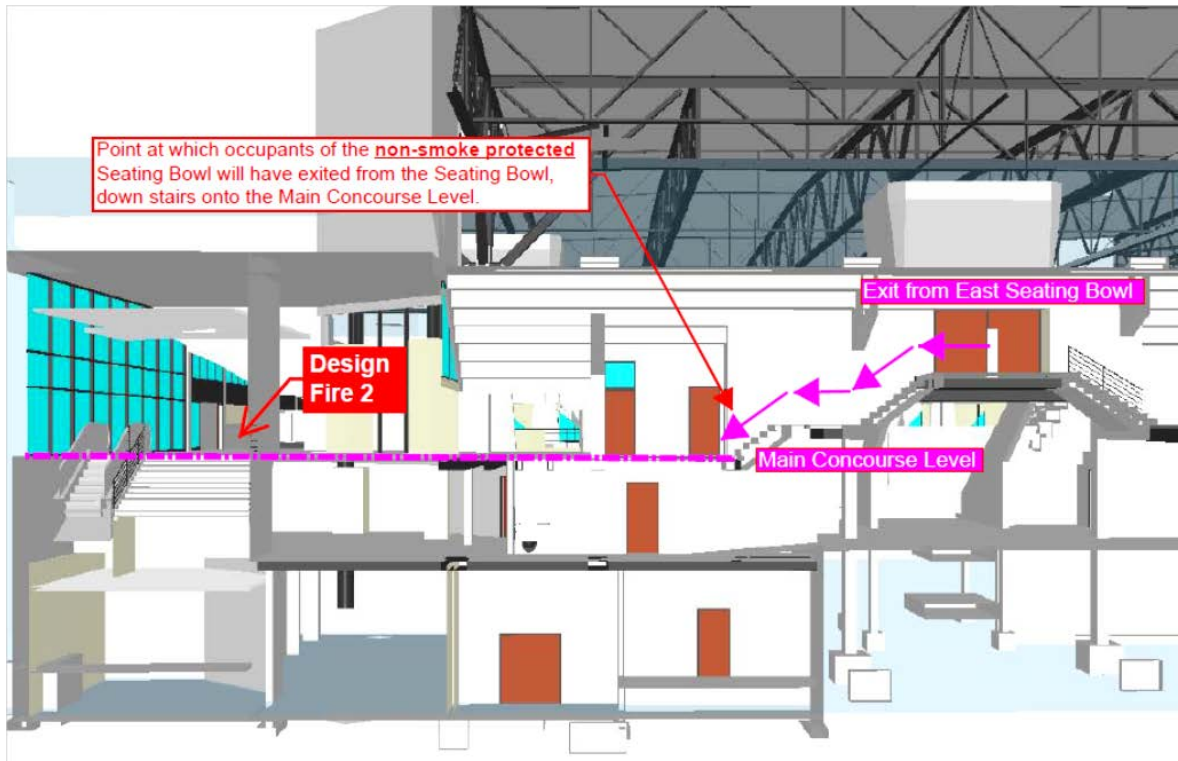 Point at which occupants of the non-smoke protected
Seating Bowl will have exited from the Seating Bowl,
down stairs onto the Main Concourse Level.
Exit from East Seating Bowl
Design
Fire 2
Main Concourse Level